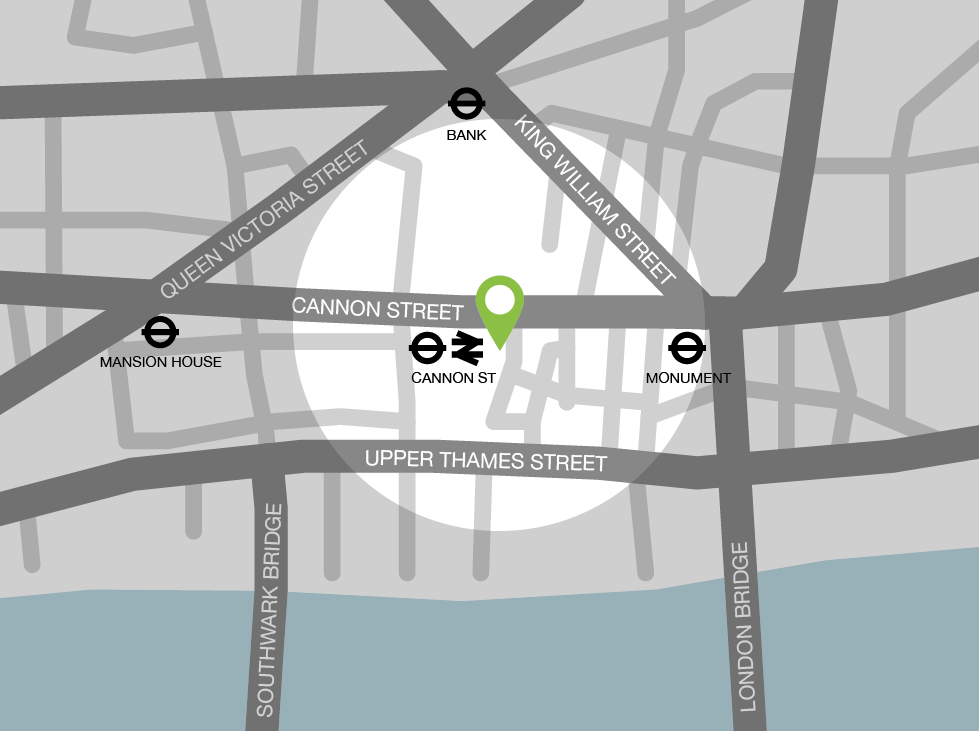 BANK
KING WILLIAM STREET
QUEEN VICTORIA STREET
CANNON STREET
MANSION HOUSE
CANNON ST
MONUMENT
UPPER THAMES STREET
SOUTHWARK BRIDGE
LONDON BRIDGE